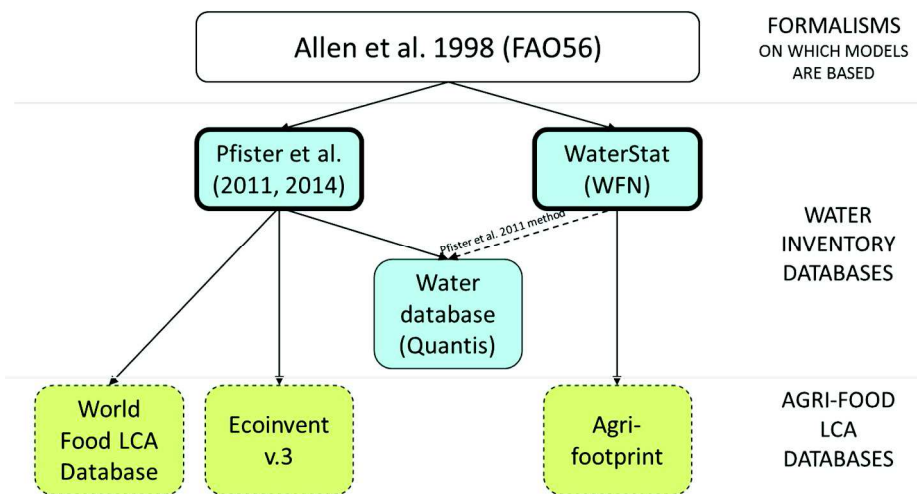 Allen et al. 1998 (FAO56)
FORMALISMS
ON WHICH MODELS
ARE BASED
Pfister et al.
(2011, 2014)
WaterStat
(WFN)
Pfister et al. 2011 method
Water
database
(Quantis)
WATER
INVENTORY
DATABASES
World
Food LCA
Database
Ecoinvent
v.3
Agri-
footprint
AGRI-FOOD
LCA
DATABASES